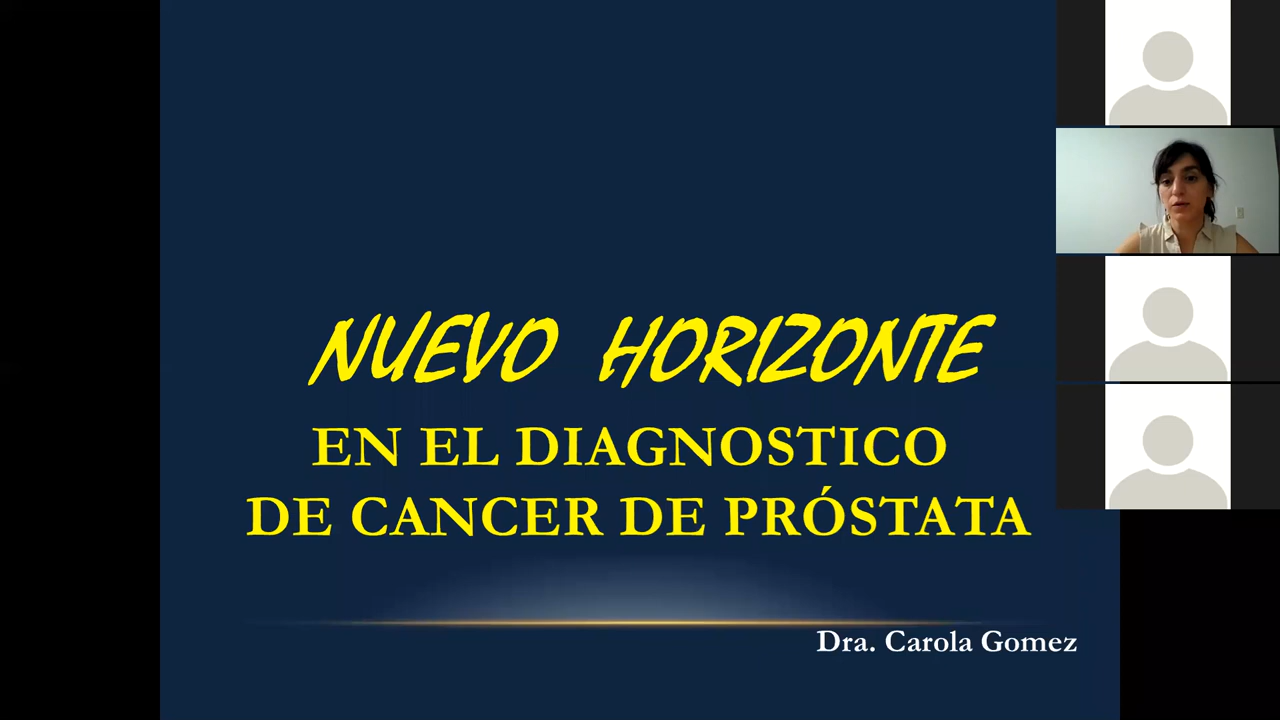 NUEVO HORIZONTE
EN EL DIAGNOSTICO
DE CANCER DE PRÓSTATA
Dra. Carola Gomez